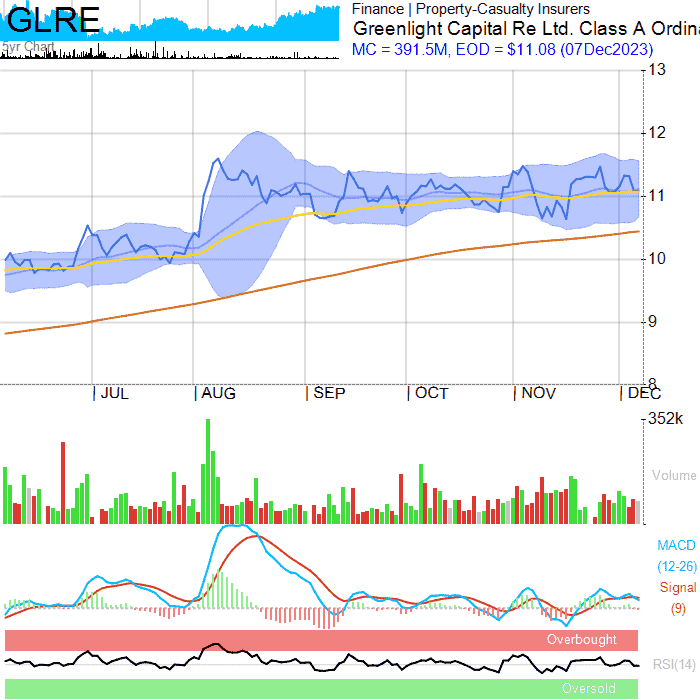 GLRE
5yr Chart
Finance | Property-Casualty Insurers
Greenlight Capital Re Ltd. Class A Ordina
MC = 391.5M, EOD = $11.08 (07Dec2023)
13
12
11
10
9
8
| JUL | AUG | SEP | OCT | NOV | DEC
352k
Volume
MACD
(12-26)
Signal
(9)
Overbought
RSI(14)
Oversold